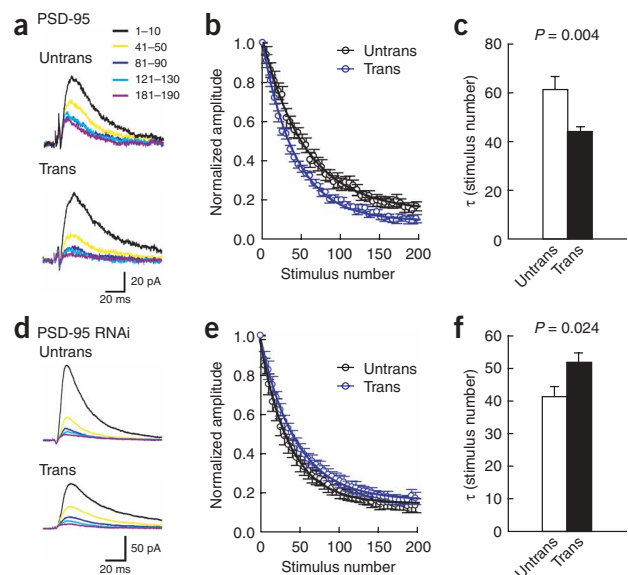 a
PSD-95
Untrans
1–10
41–50
81–90
121–130
181–190
Trans
20 pA
20 ms
b
Untrans
Trans
Normalized amplitude
1.0
0.8
0.6
0.4
0.2
0.0
0 50 100 150 200
Stimulus number
c
P = 0.004
τ (stimulus number)
80
60
40
20
0
Untrans
Trans
d
PSD-95 RNAi
Untrans
Trans
50 pA
20 ms
e
Untrans
Trans
Normalized amplitude
1.0
0.8
0.6
0.4
0.2
0.0
0 50 100 150 200
Stimulus number
f
P = 0.024
τ (stimulus number)
60
50
40
30
20
10
0
Untrans
Trans